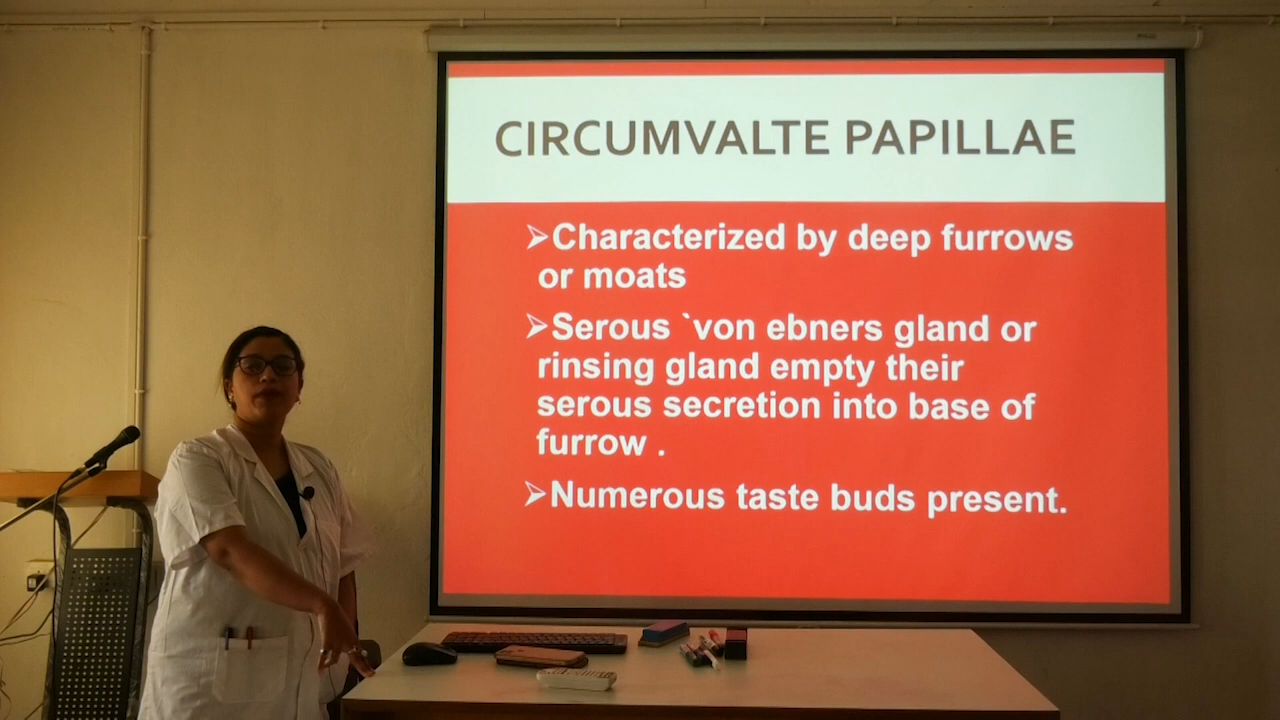 CIRCUMVALTE PAPILLAE
➢Characterized by deep furrows
or moats
➢Serous `von ebners gland or
rinsing gland empty their
serous secretion into base of
furrow .
➢Numerous taste buds present.